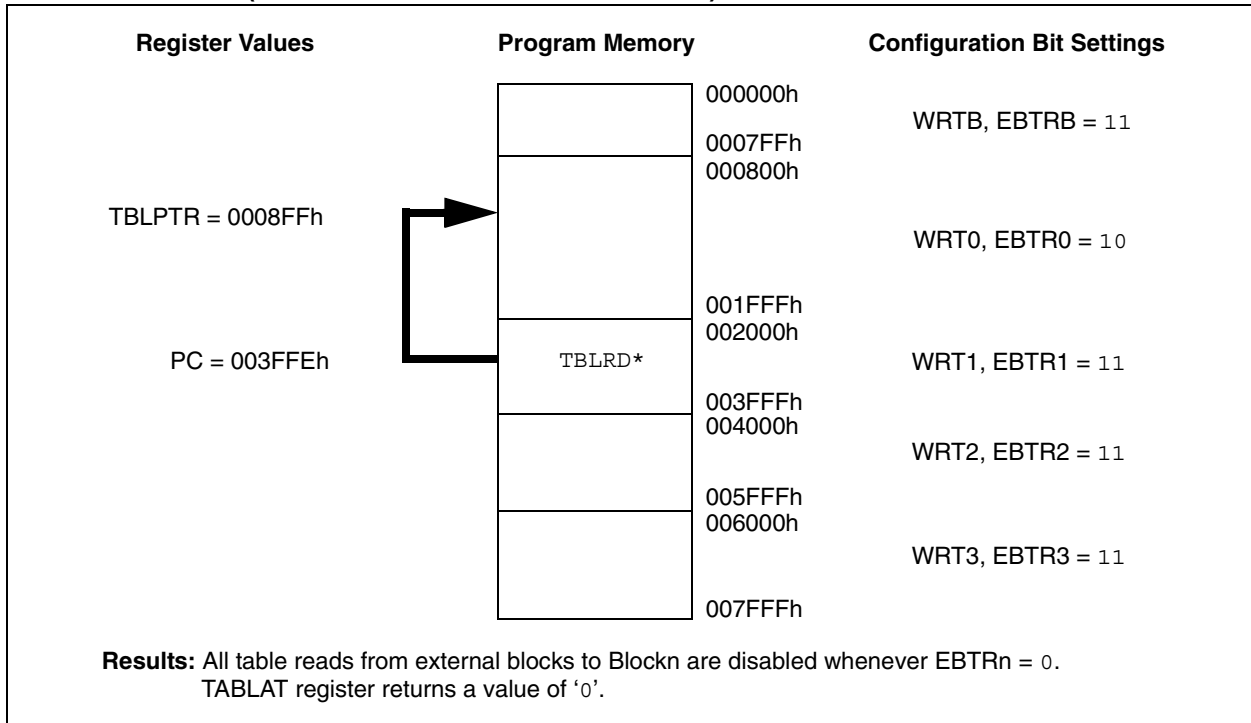 Register Values Program Memory Configuration Bit Settings
000000h
WRTB, EBTRB = 11
0007FFh
000800h
TBLPTR = 0008FFh
WRT0, EBTR0 = 10
001FFFh
002000h
PC = 003FFEh TBLRD* WRT1, EBTR1 = 11
003FFFh
004000h
WRT2, EBTR2 = 11
005FFFh
006000h
WRT3, EBTR3 = 11
007FFFh
Results: All table reads from external blocks to Blockn are disabled whenever EBTRn = 0.
TABLAT register returns a value of ‘0’.